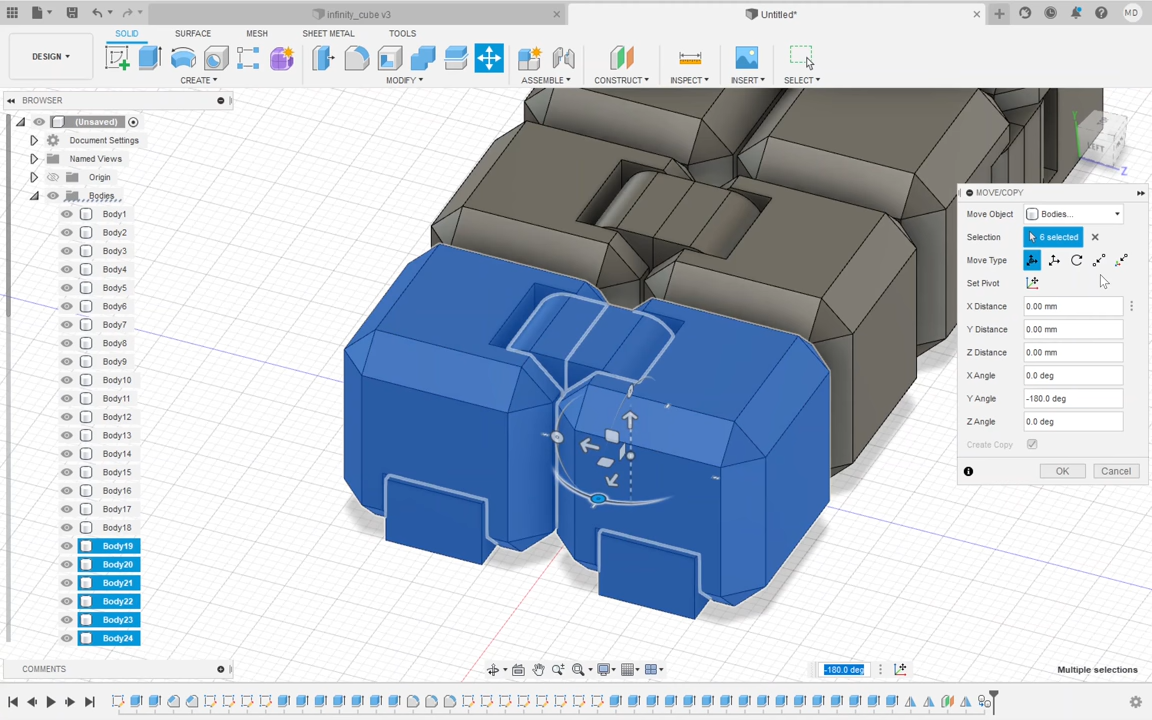 infinity_cube v3
Untitled*
MD
DESIGN
SOLID
SURFACE
MESH
SHEET METAL
TOOLS
CREATE
MODIFY
ASSEMBLE
CONSTRUCT
INSPECT
INSERT
SELECT
BROWSER
(Unsaved)
Document Settings
Named Views
Origin
Bodies
Body1
Body2
Body3
Body4
Body5
Body6
Body7
Body8
Body9
Body10
Body11
Body12
Body13
Body14
Body15
Body16
Body17
Body18
Body19
Body20
Body21
Body22
Body23
Body24
COMMENTS
Y
LEFT
Z
MOVE/COPY
Move Object Bodies...
Selection 6 selected
Move Type
Set Pivot
X Distance 0.00 mm
Y Distance 0.00 mm
Z Distance 0.00 mm
X Angle 0.0 deg
Y Angle -180.0 deg
Z Angle 0.0 deg
Create Copy
OK Cancel
-180.0 deg
Multiple selections